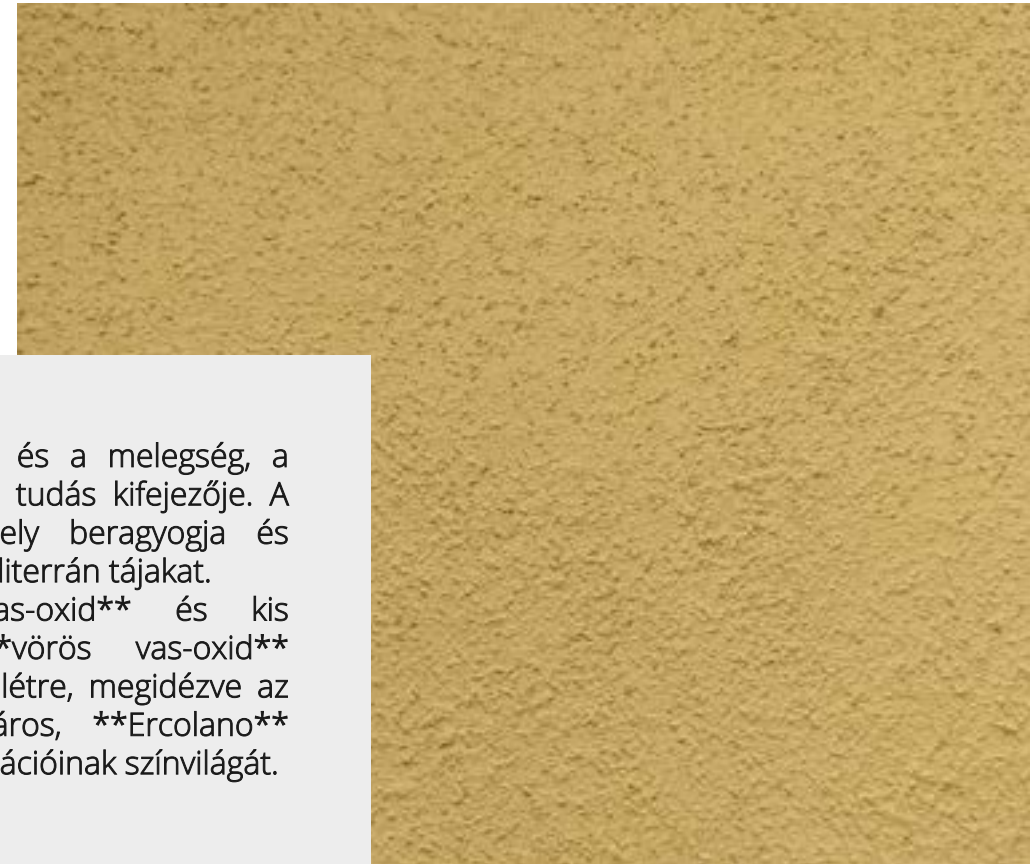 és a melegség, a
tudás kifejezője. A
ely beragyogja és
literrán tájakat.
as-oxid** és kis
*vörös vas-oxid**
létre, megidézve az
áros, **Ercolano**
ációinak színvilágát.